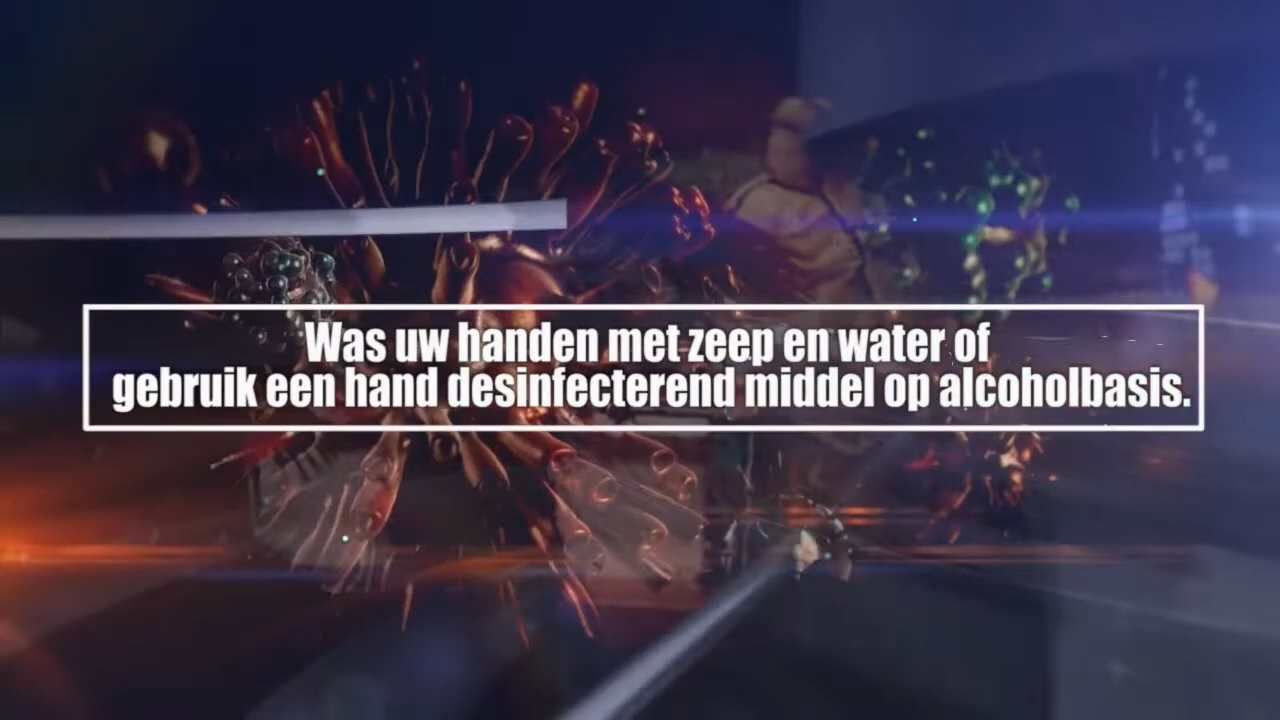 Was uw handen met zeep en water of
gebruik een hand desinfecterend middel op alcoholbasis.